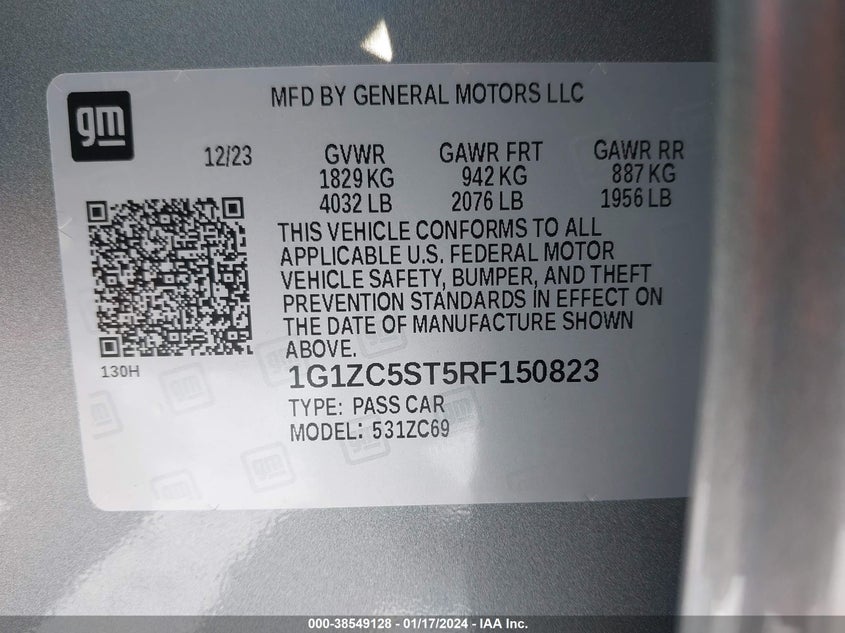 gm
MFD BY GENERAL MOTORS LLC
12/23 GVWR GAWR FRT GAWR RR
1829 KG 942 KG 887 KG
4032 LB 2076 LB 1956 LB
THIS VEHICLE CONFORMS TO ALL
APPLICABLE U.S. FEDERAL MOTOR
VEHICLE SAFETY, BUMPER, AND THEFT
PREVENTION STANDARDS IN EFFECT ON
THE DATE OF MANUFACTURE SHOWN
ABOVE.
130H
1G1ZC5ST5RF150823
TYPE: PASS CAR
MODEL: 531ZC69
000-38549128 - 01/17/2024 - IAA Inc.